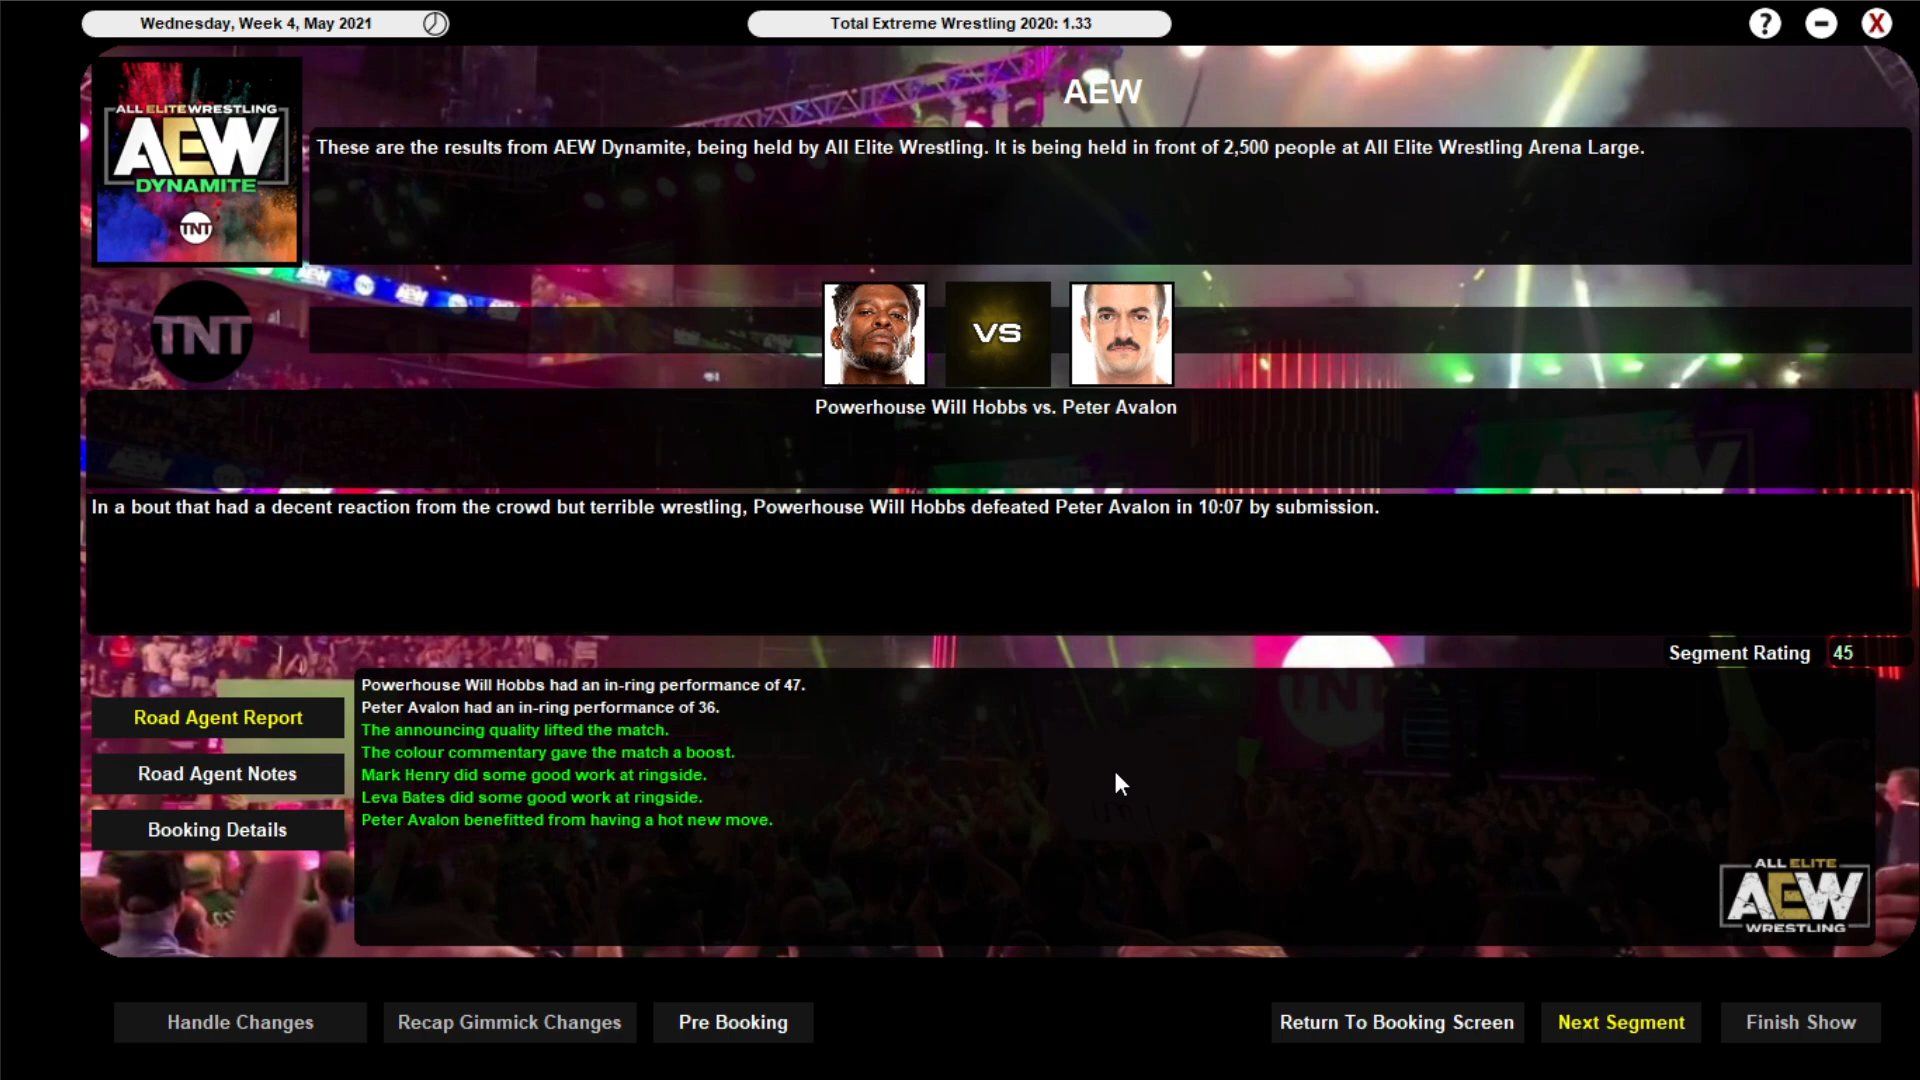 Wednesday, Week 4, May 2021
Total Extreme Wrestling 2020: 1.33
?
X
ALL ELITE WRESTLING
AEW
DYNAMITE
TNT
AEW
These are the results from AEW Dynamite, being held by All Elite Wrestling. It is being held in front of 2,500 people at All Elite Wrestling Arena Large.
TNT
VS
Powerhouse Will Hobbs vs. Peter Avalon
In a bout that had a decent reaction from the crowd but terrible wrestling, Powerhouse Will Hobbs defeated Peter Avalon in 10:07 by submission.
Segment Rating 45
Road Agent Report
Road Agent Notes
Booking Details
Powerhouse Will Hobbs had an in-ring performance of 47.
Peter Avalon had an in-ring performance of 36.
The announcing quality lifted the match.
The colour commentary gave the match a boost.
Mark Henry did some good work at ringside.
Leva Bates did some good work at ringside.
Peter Avalon benefitted from having a hot new move.
TNT
ALL ELITE
AEW
WRESTLING
Handle Changes
Recap Gimmick Changes
Pre Booking
Return To Booking Screen
Next Segment
Finish Show